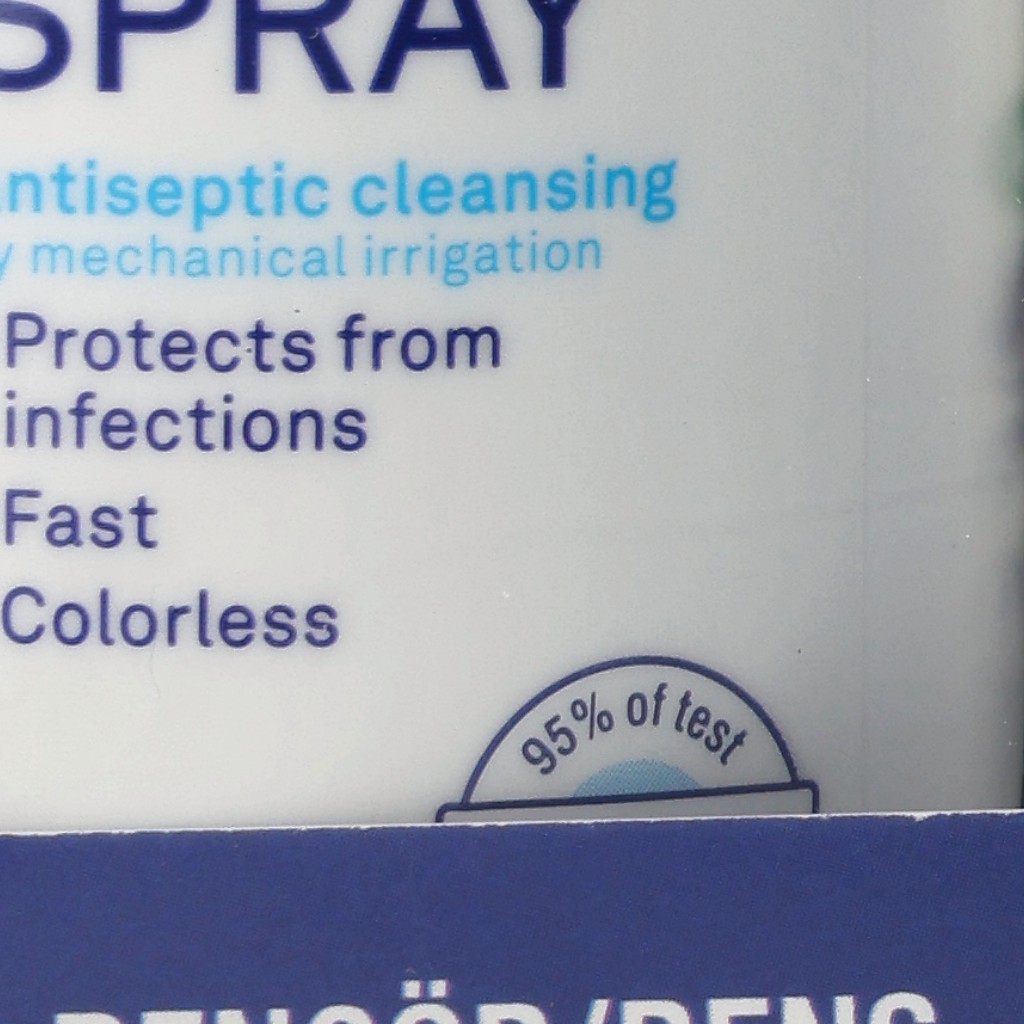 SPRAY
ntiseptic cleansing
y mechanical irrigation
Protects from
infections
Fast
Colorless
95% of test